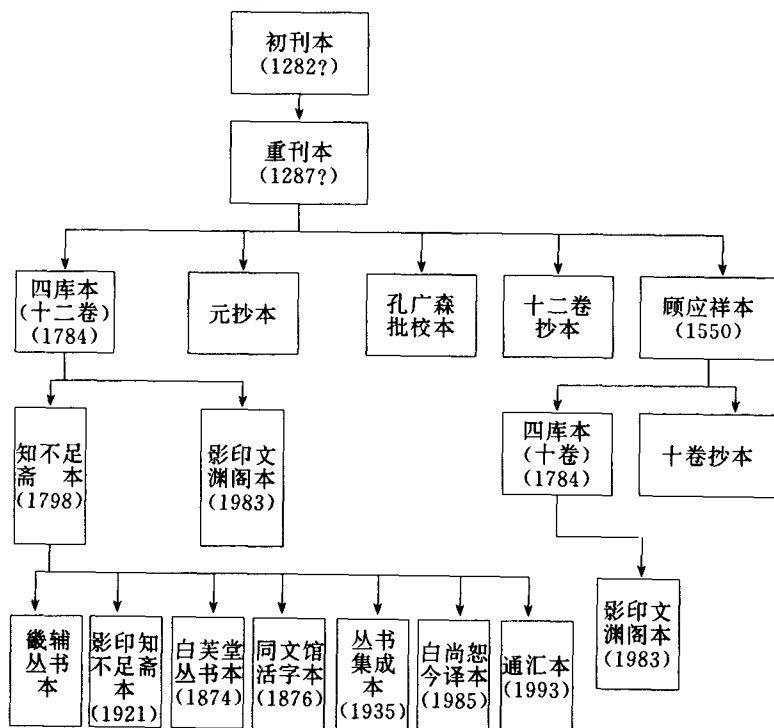 初刊本
(1282?)
重刊本
(1287?)
四库本
(十二卷)
(1784)
元抄本
孔广森
批校本
十二卷
抄本
顾应祥本
(1550)
知不足
斋 本
(1798)
影印文
渊阁本
(1983)
四库本
(十卷)
(1784)
十卷抄本
畿辅
丛书
本
影印知
不足斋
本
(1921)
白芙堂
丛书本
(1874)
同文馆
活字本
(1876)
丛书
集成
本
(1935)
白尚恕
今译本
(1985)
通汇本
(1993)
影印文
渊阁本
(1983)